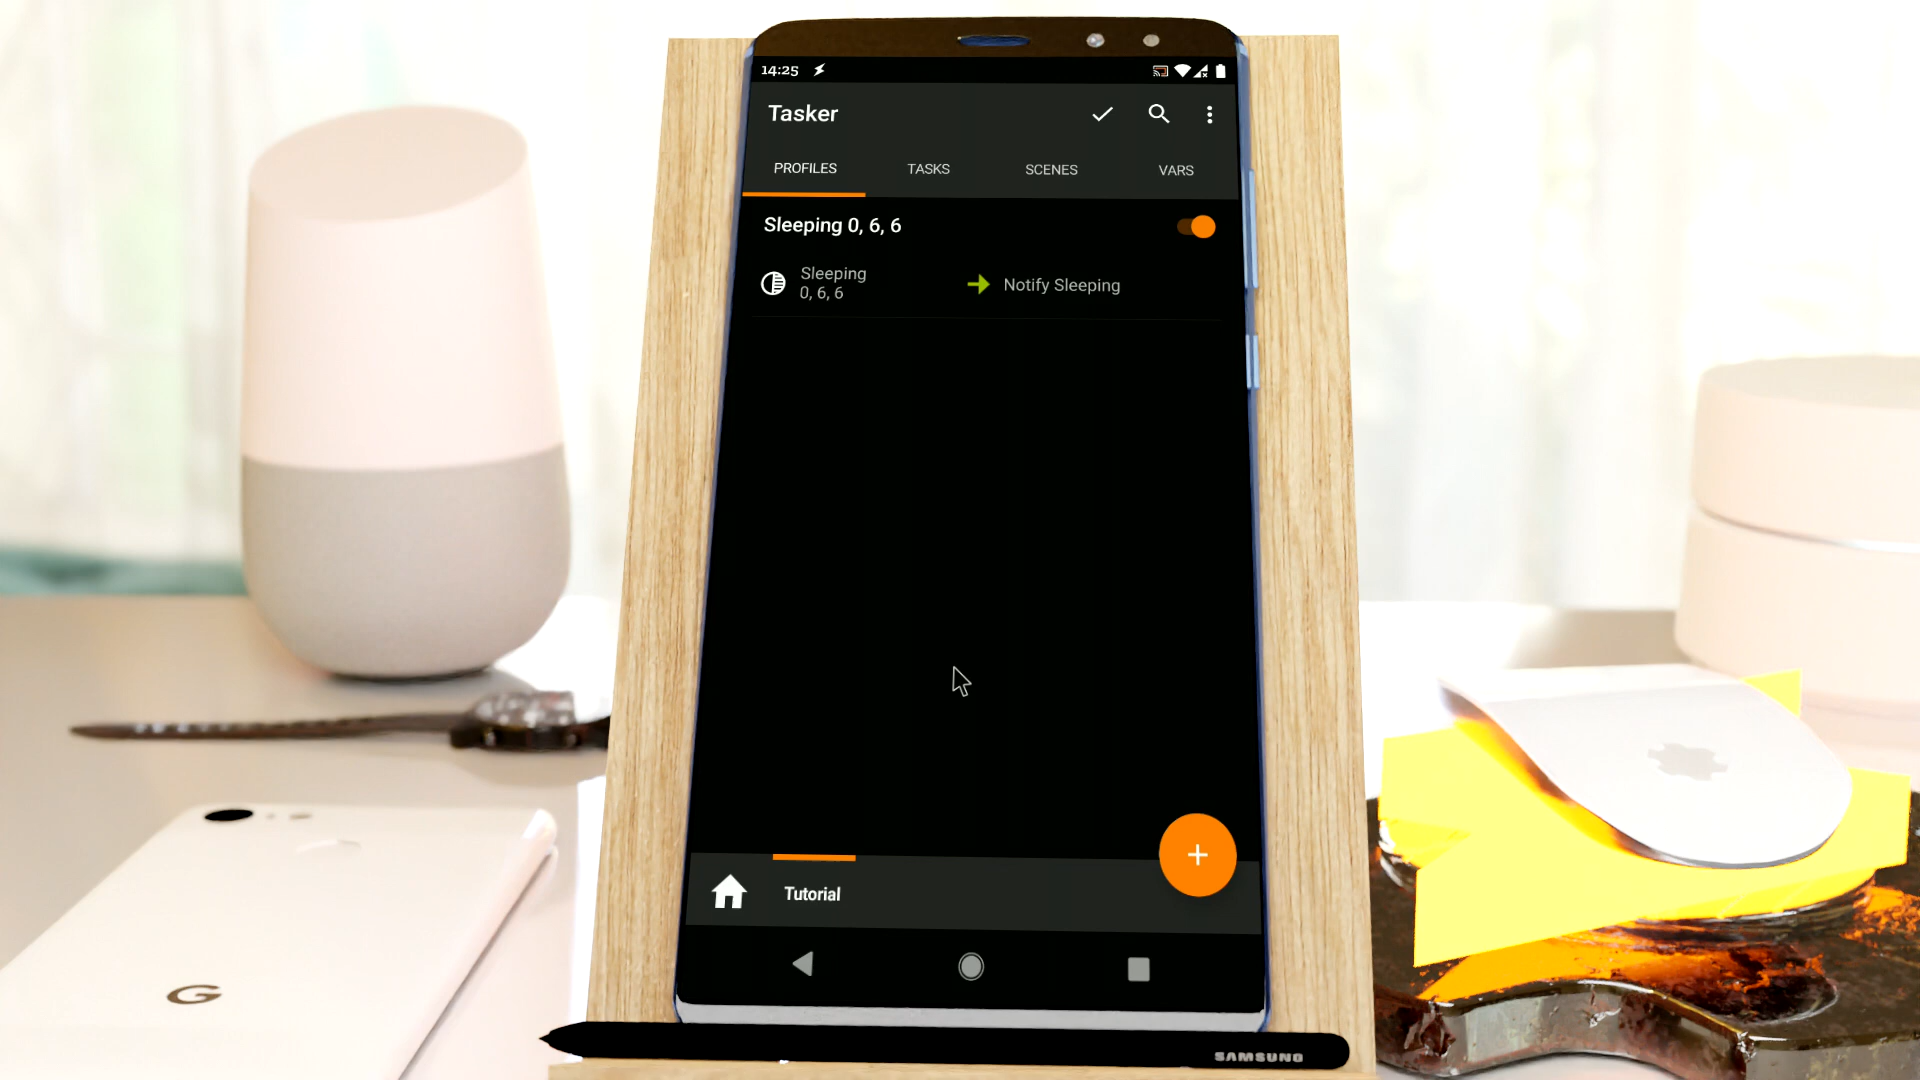 14:25
Tasker
PROFILES TASKS SCENES VARS
Sleeping 0, 6, 6
Sleeping
0, 6, 6
Notify Sleeping
Tutorial
G
SAMSUNG